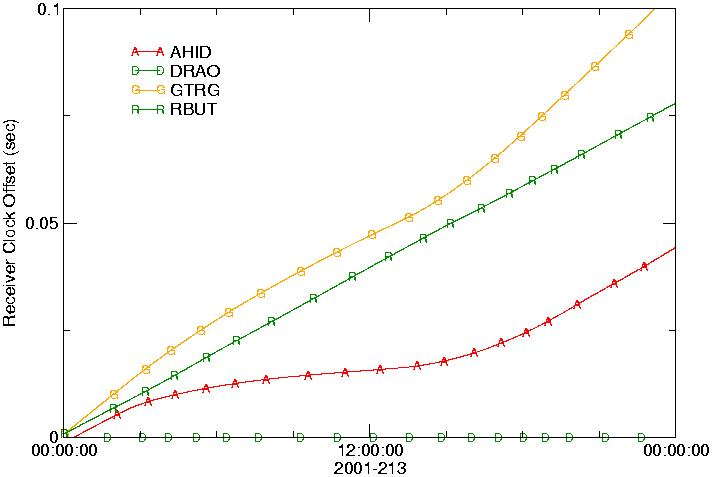 0.1
A A AHID
D D DRAO
G G GTRG
R R RBUT
Receiver Clock Offset (sec)
0.05
0
00:00:00 12:00:00 00:00:00
2001-213